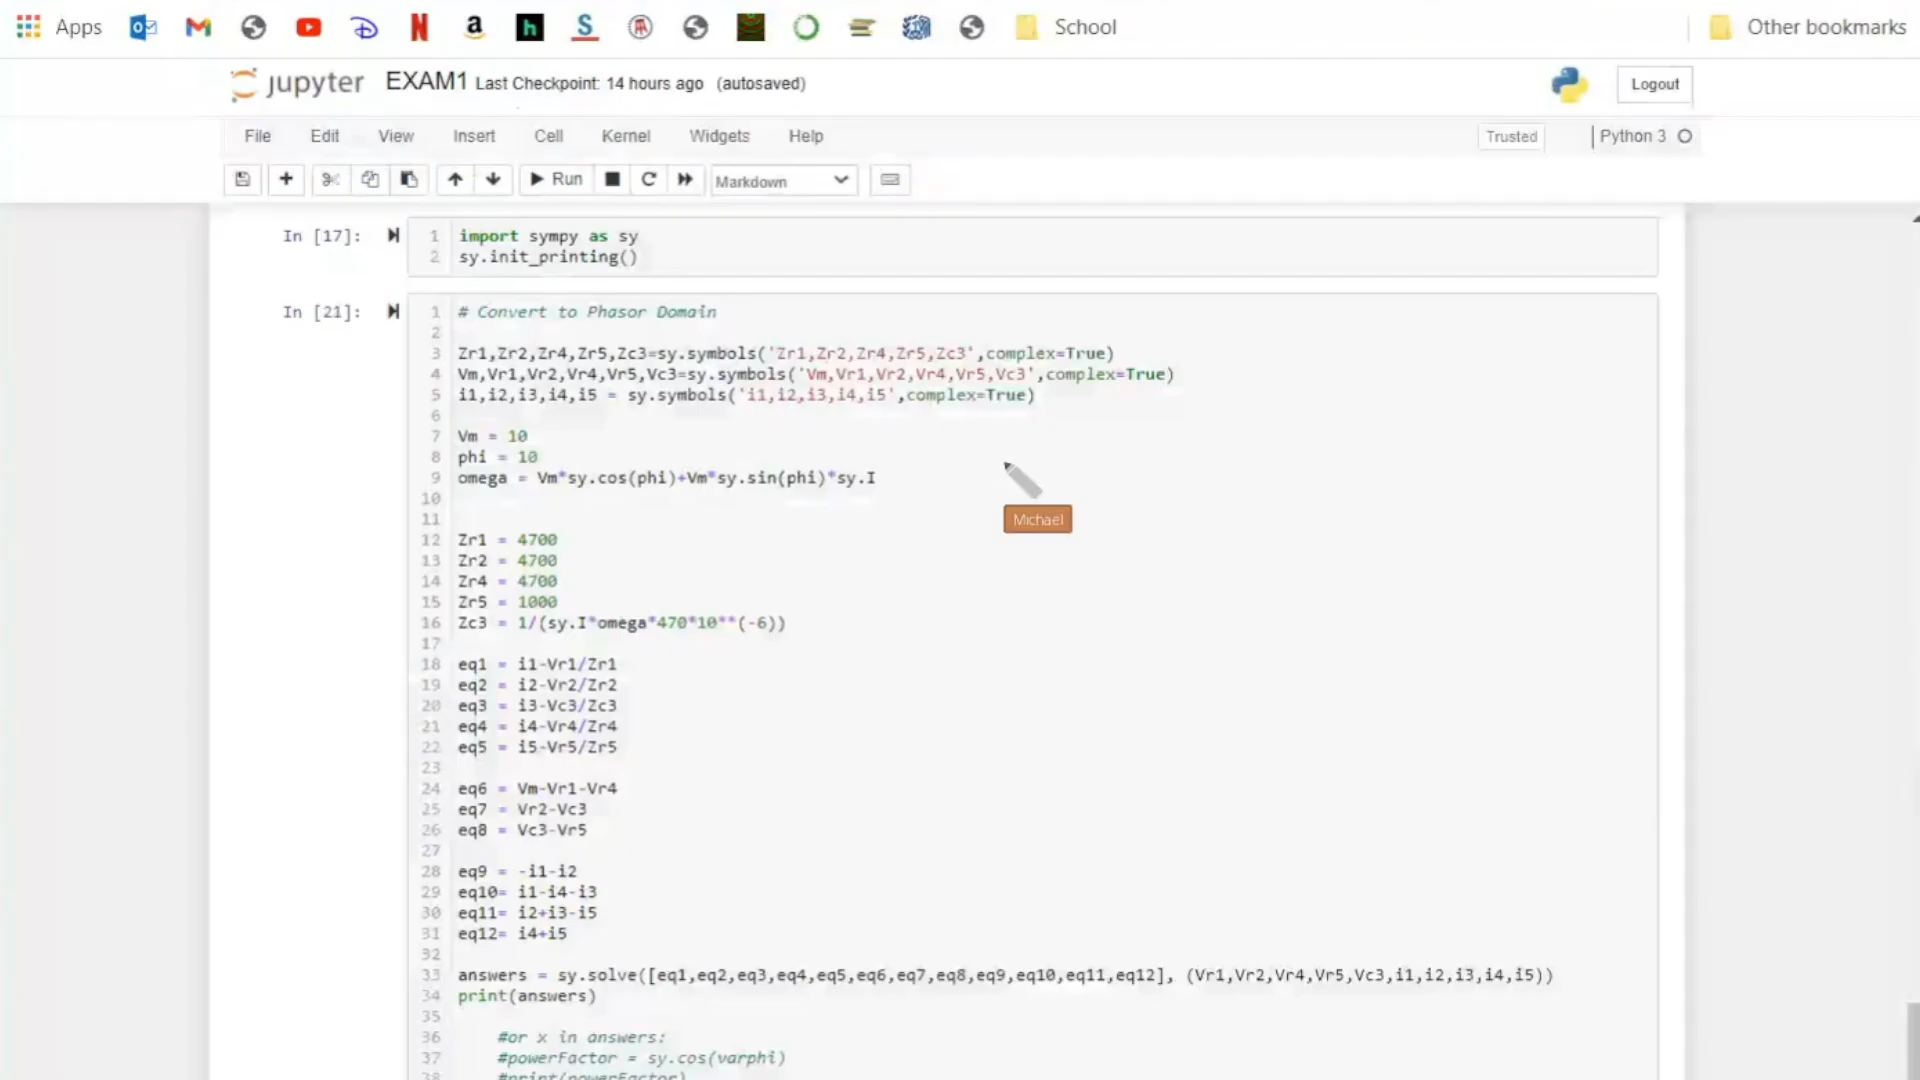 Apps
School
Other bookmarks
jupyter EXAM1 Last Checkpoint: 14 hours ago (autosaved)
Logout
File Edit View Insert Cell Kernel Widgets Help
Trusted
Python 3
Run
Markdown
In [17]:
1 import sympy as sy
2 sy.init_printing()
In [21]:
1 # Convert to Phasor Domain
2
3 Zr1,Zr2,Zr4,Zr5,Zc3=sy.symbols('Zr1,Zr2,Zr4,Zr5,Zc3',complex=True)
4 Vm,Vr1,Vr2,Vr4,Vr5,Vc3=sy.symbols('Vm,Vr1,Vr2,Vr4,Vr5,Vc3',complex=True)
5 i1,i2,i3,i4,i5 = sy.symbols('i1,i2,i3,i4,i5',complex=True)
6
7 Vm = 10
8 phi = 10
9 omega = Vm*sy.cos(phi)+Vm*sy.sin(phi)*sy.I
10
Michael
11
12 Zr1 = 4700
13 Zr2 = 4700
14 Zr4 = 4700
15 Zr5 = 1000
16 Zc3 = 1/(sy.I*omega*470*10**(-6))
17
18 eq1 = i1-Vr1/Zr1
19 eq2 = i2-Vr2/Zr2
20 eq3 = i3-Vc3/Zc3
21 eq4 = i4-Vr4/Zr4
22 eq5 = i5-Vr5/Zr5
23
24 eq6 = Vm-Vr1-Vr4
25 eq7 = Vr2-Vc3
26 eq8 = Vc3-Vr5
27
28 eq9 = -i1-i2
29 eq10= i1-i4-i3
30 eq11= i2+i3-i5
31 eq12= i4+i5
32
33 answers = sy.solve([eq1,eq2,eq3,eq4,eq5,eq6,eq7,eq8,eq9,eq10,eq11,eq12], (Vr1,Vr2,Vr4,Vr5,Vc3,i1,i2,i3,i4,i5))
34 print(answers)
35
36 #or x in answers:
37 #powerFactor = sy.cos(varphi)
38 #print(powerFactor)